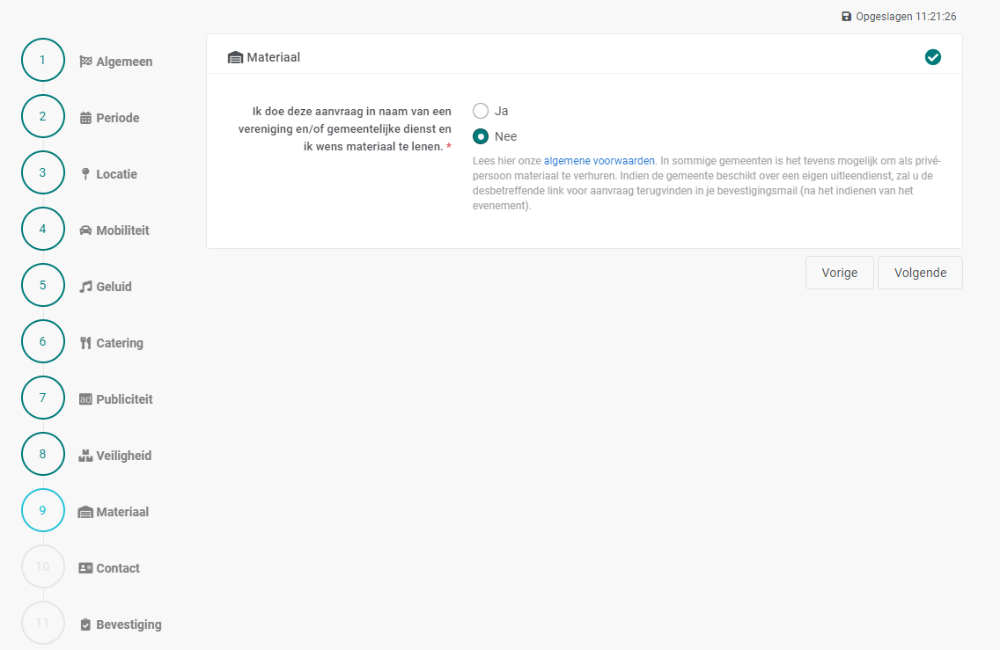 Opgeslagen 11:21:26
1 Algemeen
2 Periode
3 Locatie
4 Mobiliteit
5 Geluid
6 Catering
7 ad Publiciteit
8 Veiligheid
9 Materiaal
10 Contact
11 Bevestiging
Materiaal
Ik doe deze aanvraag in naam van een
vereniging en/of gemeentelijke dienst en
ik wens materiaal te lenen. *
Ja
Nee
Lees hier onze algemene voorwaarden. In sommige gemeenten is het tevens mogelijk om als privé-
persoon materiaal te verhuren. Indien de gemeente beschikt over een eigen uitleendienst, zal u de
desbetreffende link voor aanvraag terugvinden in je bevestigingsmail (na het indienen van het
evenement).
Vorige
Volgende